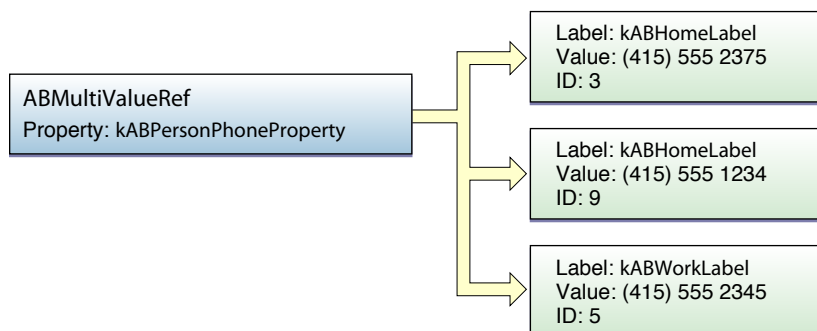 ABMultiValueRef
Property: kABPersonPhoneProperty
Label: kABHomeLabel
Value: (415) 555 2375
ID: 3
Label: kABHomeLabel
Value: (415) 555 1234
ID: 9
Label: kABWorkLabel
Value: (415) 555 2345
ID: 5